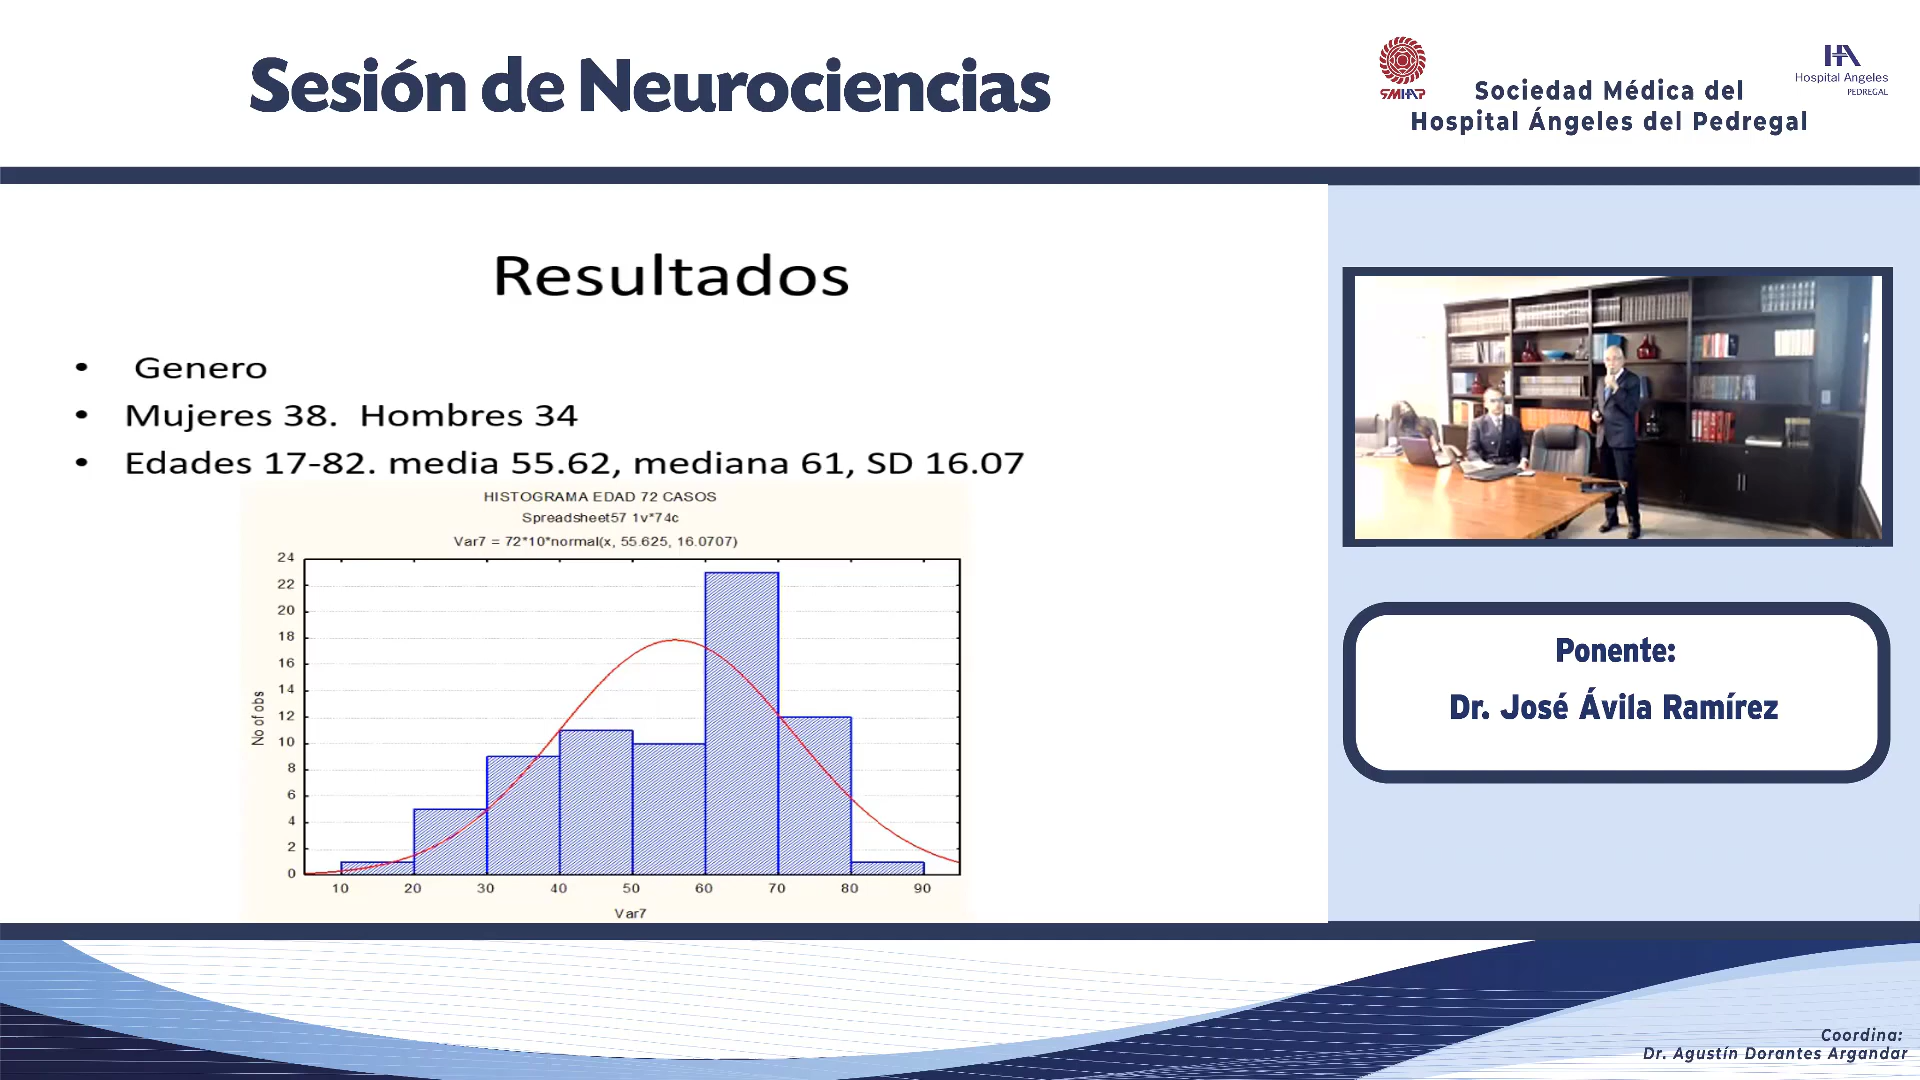 Sesión de Neurociencias
SMHAP
Sociedad Médica del
Hospital Ángeles del Pedregal
HA
Hospital Angeles
PEDREGAL
Resultados
• Genero
• Mujeres 38. Hombres 34
• Edades 17-82. media 55.62, mediana 61, SD 16.07
HISTOGRAMA EDAD 72 CASOS
Spreadsheet57 1v*74c
Var7 = 72*10*normal(x, 55.625, 16.0707)
No of obs
24
22
20
18
16
14
12
10
8
6
4
2
0
10 20 30 40 50 60 70 80 90
Var7
Ponente:
Dr. José Ávila Ramírez
Coordina:
Dr. Agustín Dorantes Argandar